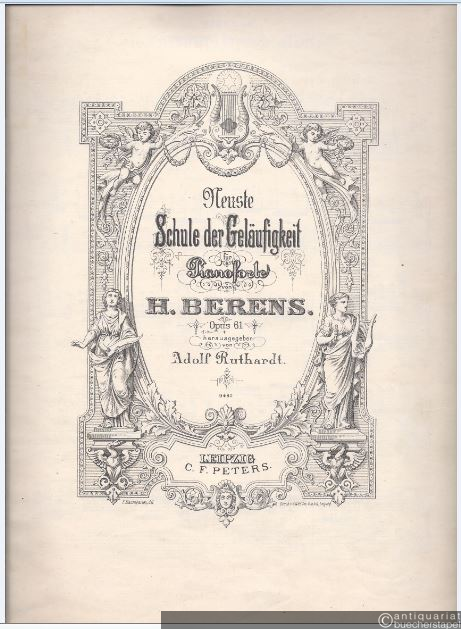 Neuste
Schule der Geläufigkeit
für
Pianoforte
von
H. BERENS.
Opus 61
herausgegeben
von
Adolf Ruthardt.
LEIPZIG
C. F. PETERS.
©antiquariat
buecherstapel